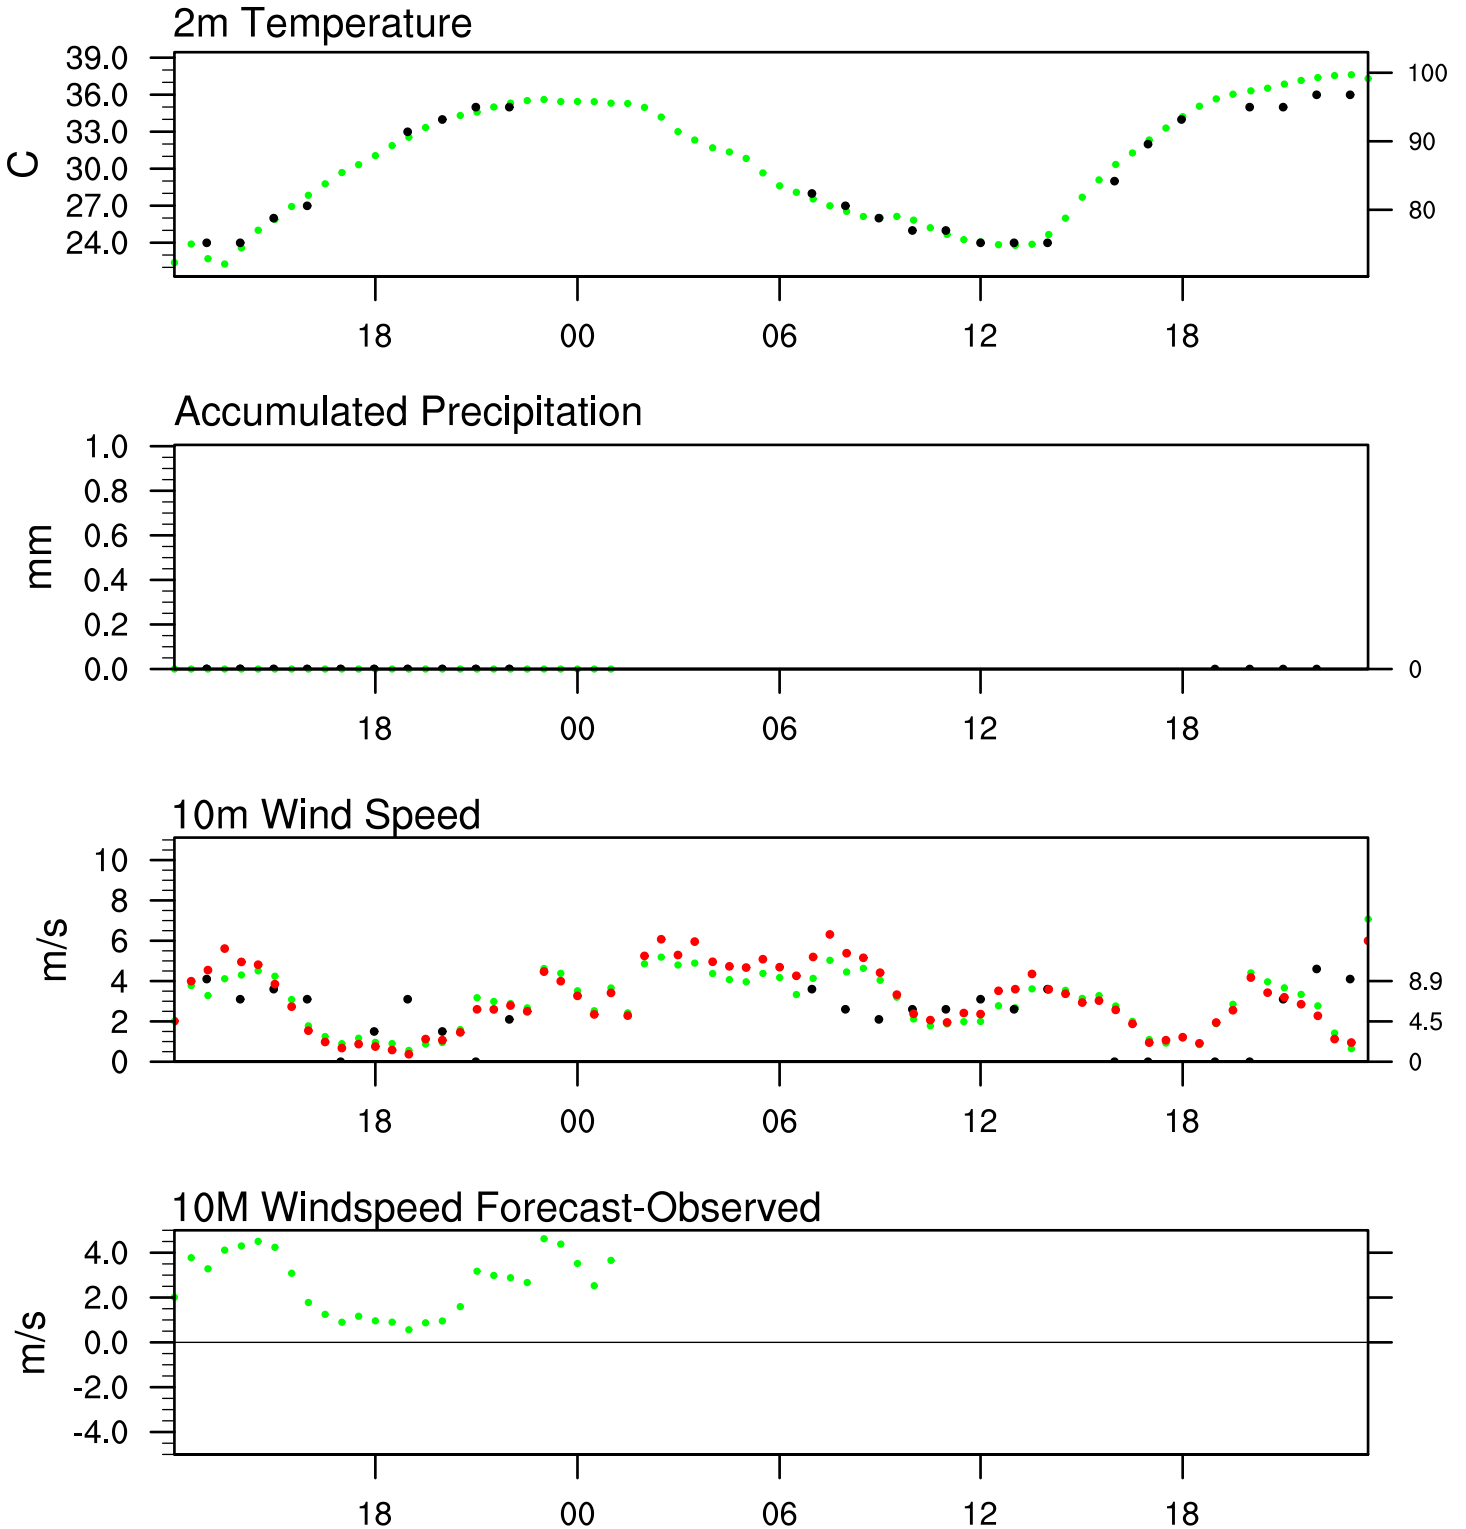 2m Temperature
39.0
36.0
33.0
30.0
27.0
24.0
C
100
90
80
18 00 06 12 18
Accumulated Precipitation
1.0
0.8
0.6
0.4
0.2
0.0
mm
0
18 00 06 12 18
10m Wind Speed
10
8
6
4
2
0
m/s
8.9
4.5
0
18 00 06 12 18
10M Windspeed Forecast-Observed
4.0
2.0
0.0
-2.0
-4.0
m/s
18 00 06 12 18